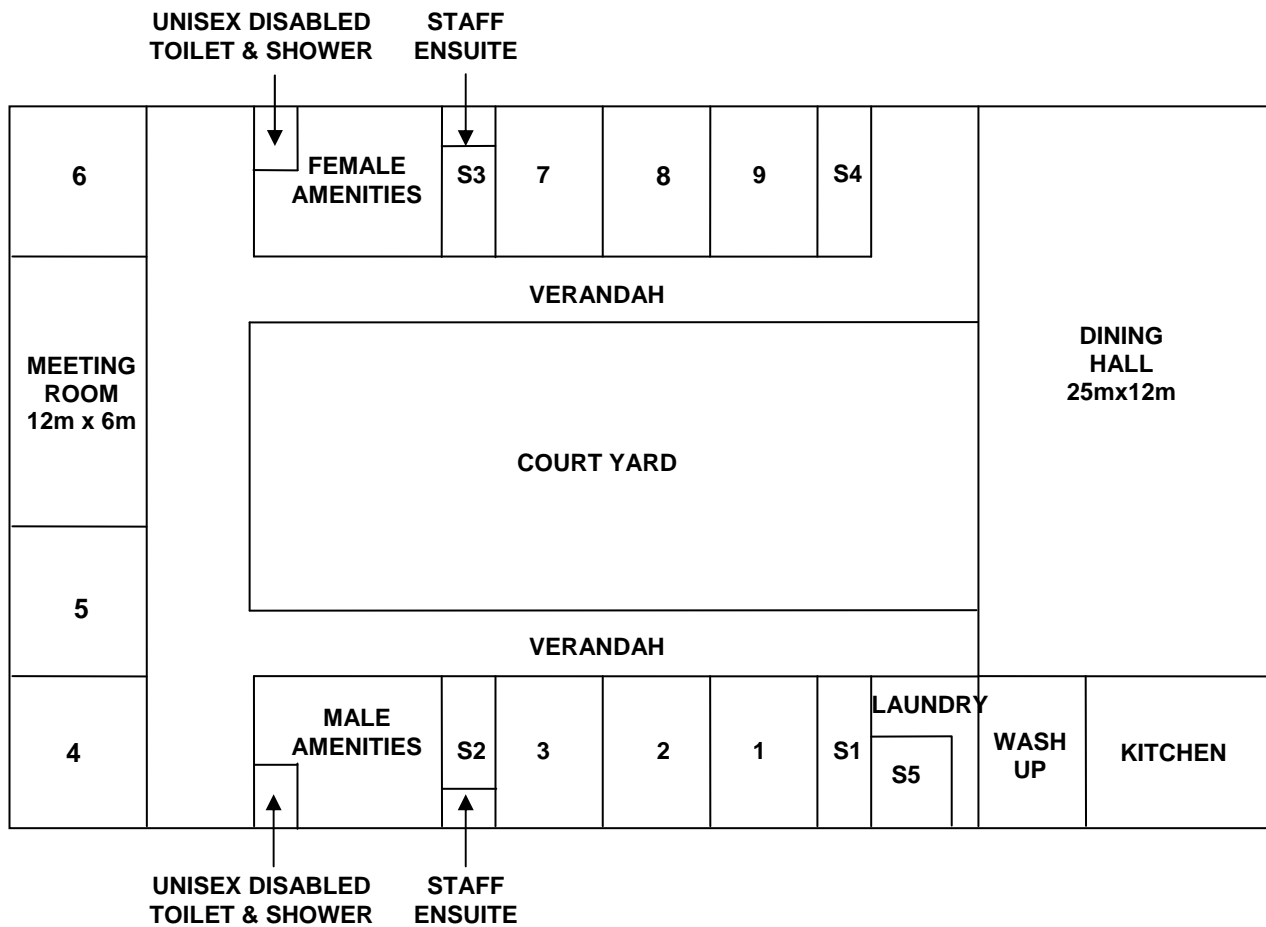 UNISEX DISABLED
TOILET & SHOWER
STAFF
ENSUITE
6
FEMALE
AMENITIES
S3
7
8
9
S4
VERANDAH
MEETING
ROOM
12m x 6m
DINING
HALL
25mx12m
COURT YARD
5
VERANDAH
4
MALE
AMENITIES
S2
3
2
1
S1
LAUNDRY
S5
WASH
UP
KITCHEN
UNISEX DISABLED
TOILET & SHOWER
STAFF
ENSUITE